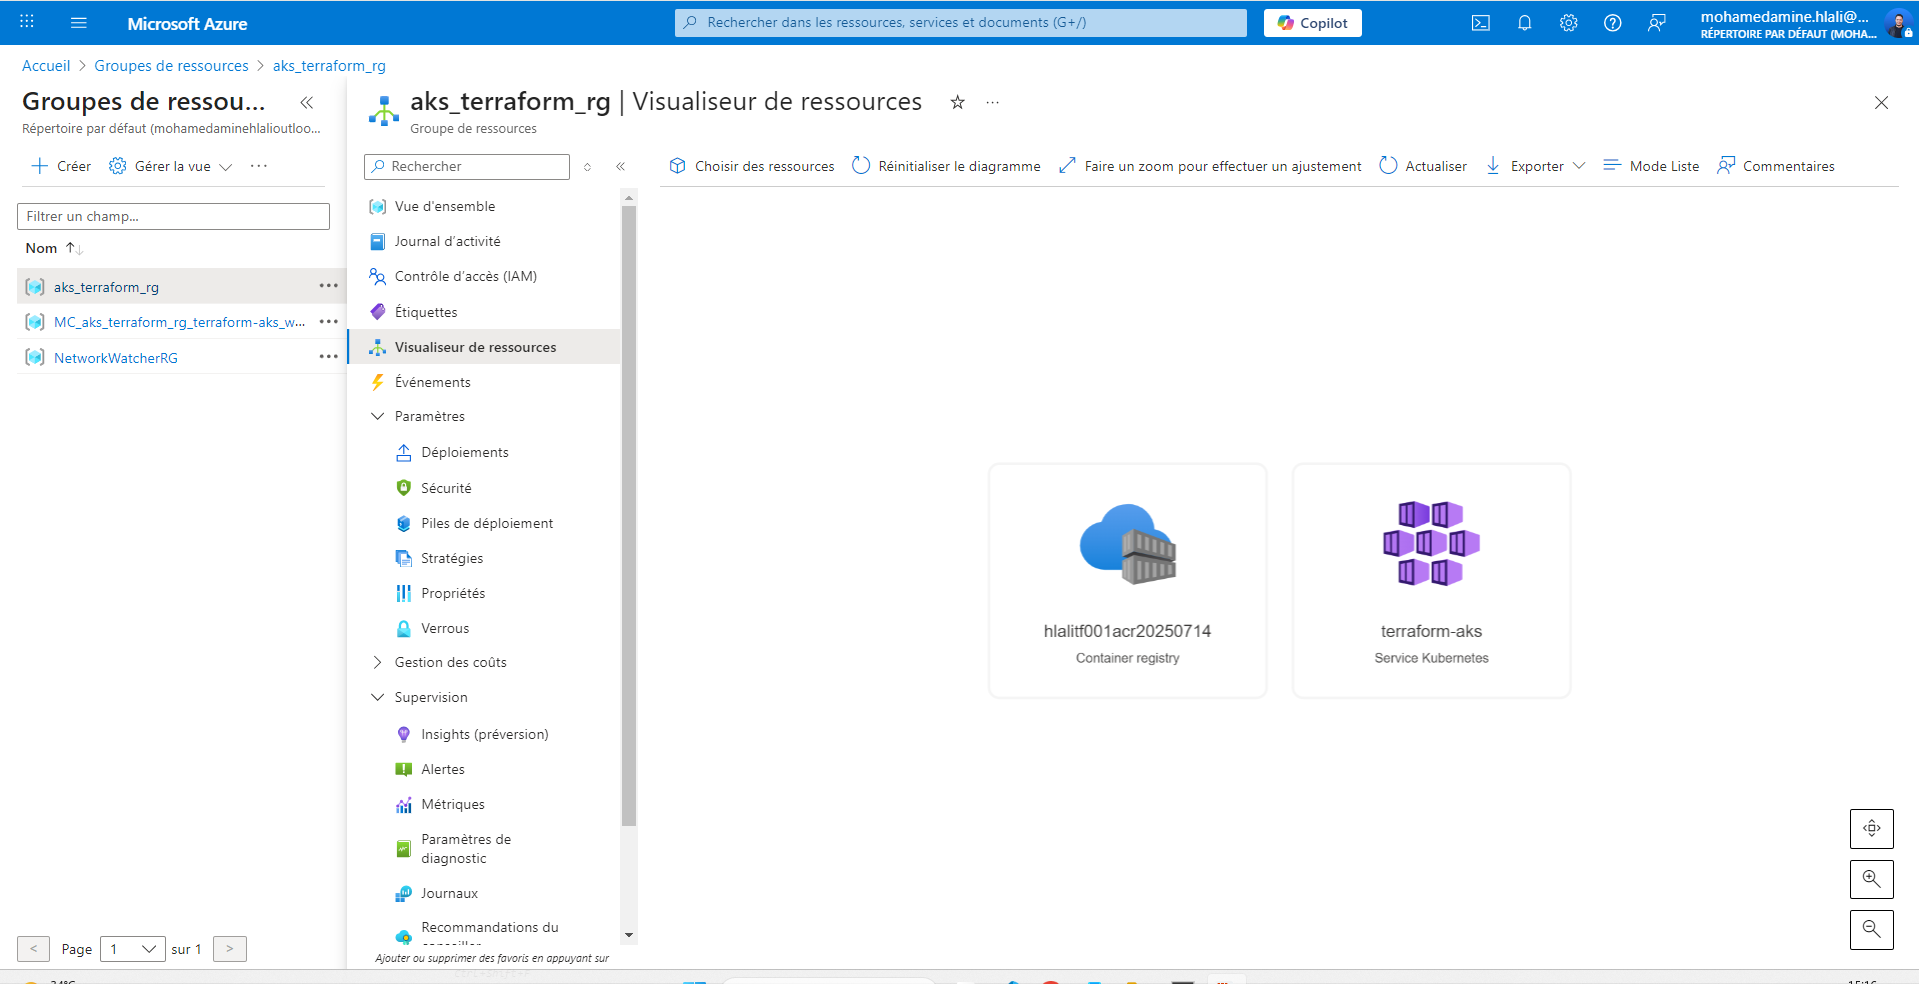 Microsoft Azure
Rechercher dans les ressources, services et documents (G+/)
Copilot
mohamedamine.hlali@...
RÉPERTOIRE PAR DÉFAUT (MOHA...
Accueil > Groupes de ressources > aks_terraform_rg
Groupes de ressou...
Répertoire par défaut (mohamedaminehlalioutloo...
Créer
Gérer la vue
Filtrer un champ...
Nom
aks_terraform_rg
MC_aks_terraform_rg_terraform-aks_w...
NetworkWatcherRG
< Page 1 sur 1 >
aks_terraform_rg | Visualiseur de ressources
Groupe de ressources
Rechercher
Vue d'ensemble
Journal d'activité
Contrôle d'accès (IAM)
Étiquettes
Visualiseur de ressources
Événements
Paramètres
Déploiements
Sécurité
Piles de déploiement
Stratégies
Propriétés
Verrous
Gestion des coûts
Supervision
Insights (préversion)
Alertes
Métriques
Paramètres de
diagnostic
Journaux
Recommandations du
Ajouter ou supprimer des favoris en appuyant sur
Choisir des ressources
Réinitialiser le diagramme
Faire un zoom pour effectuer un ajustement
Actualiser
Exporter
Mode Liste
Commentaires
hlalitf001acr20250714
Container registry
terraform-aks
Service Kubernetes